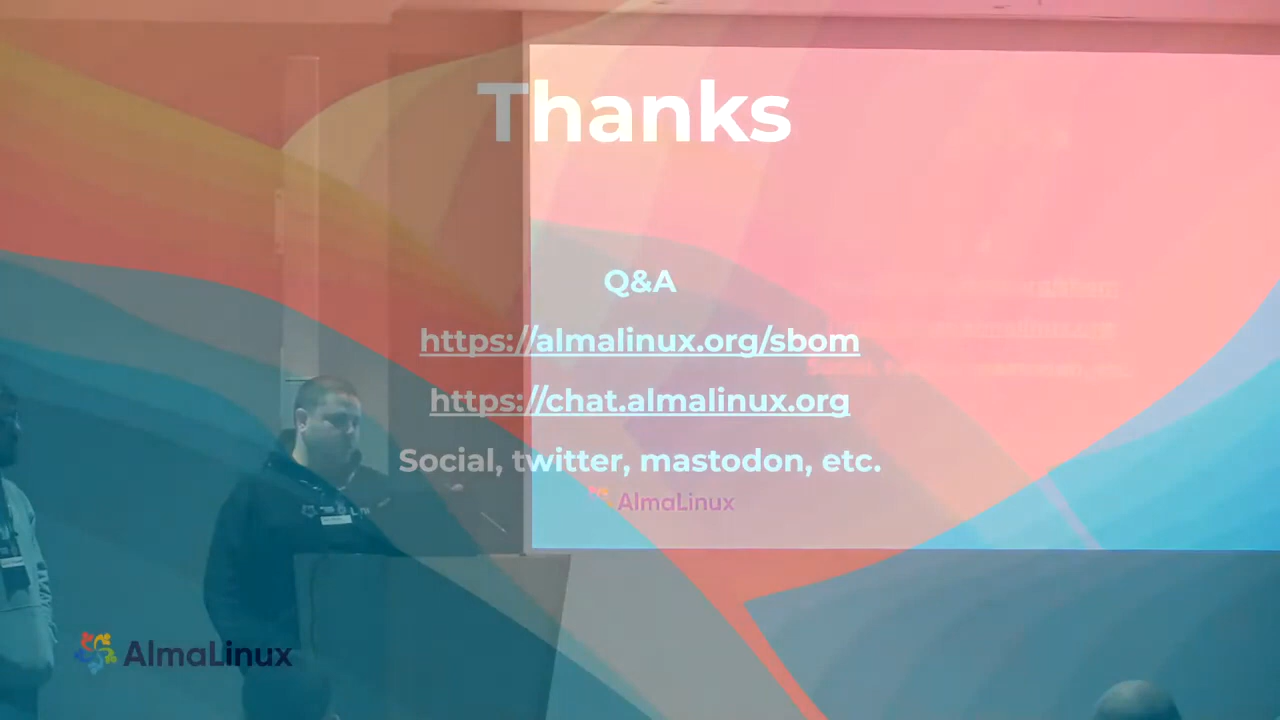 Thanks
Q&A
https://almalinux.org/sbom
https://chat.almalinux.org
Social, twitter, mastodon, etc.
AlmaLinux
AlmaLinux